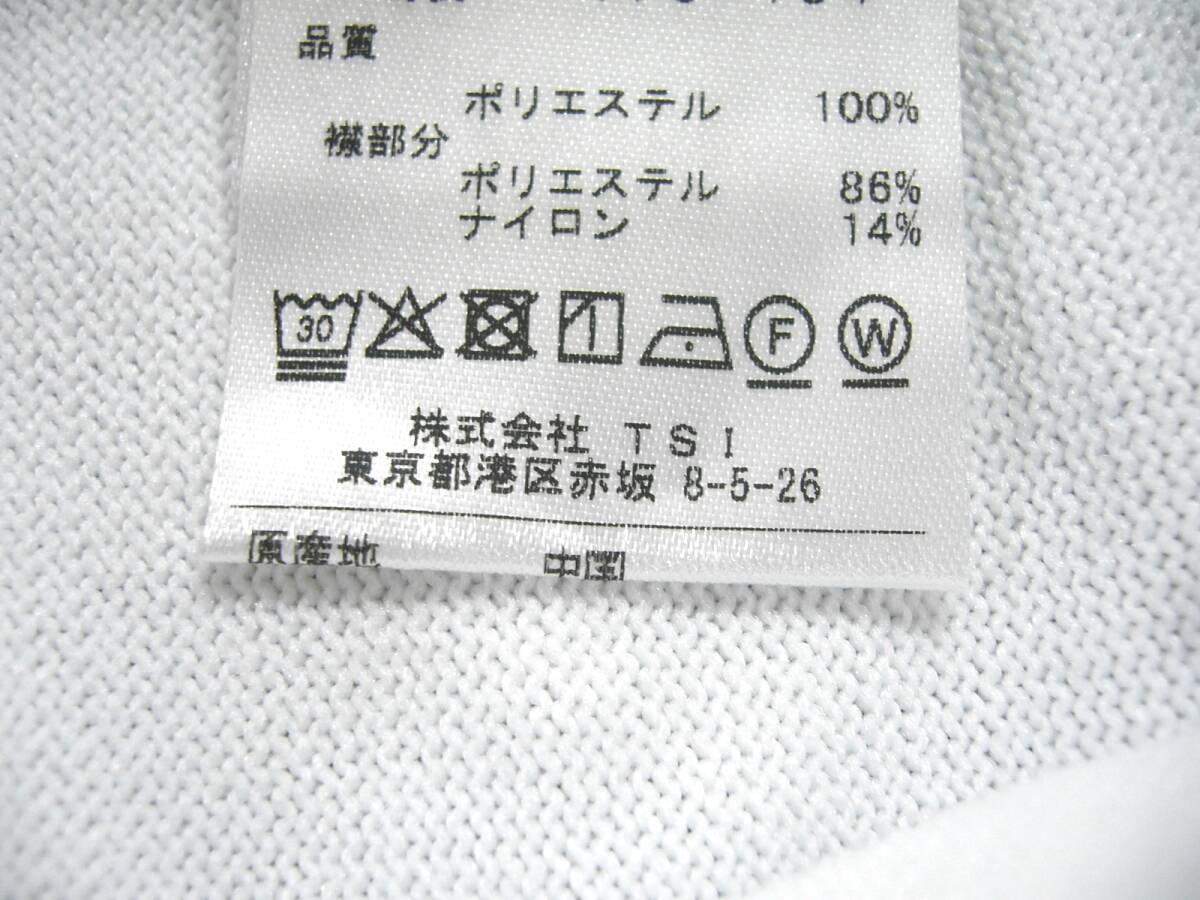 品質
ポリエステル 100%
襟部分
ポリエステル 86%
ナイロン 14%
30
F
W
株式会社 TSI
東京都港区赤坂 8-5-26
原産地 中国